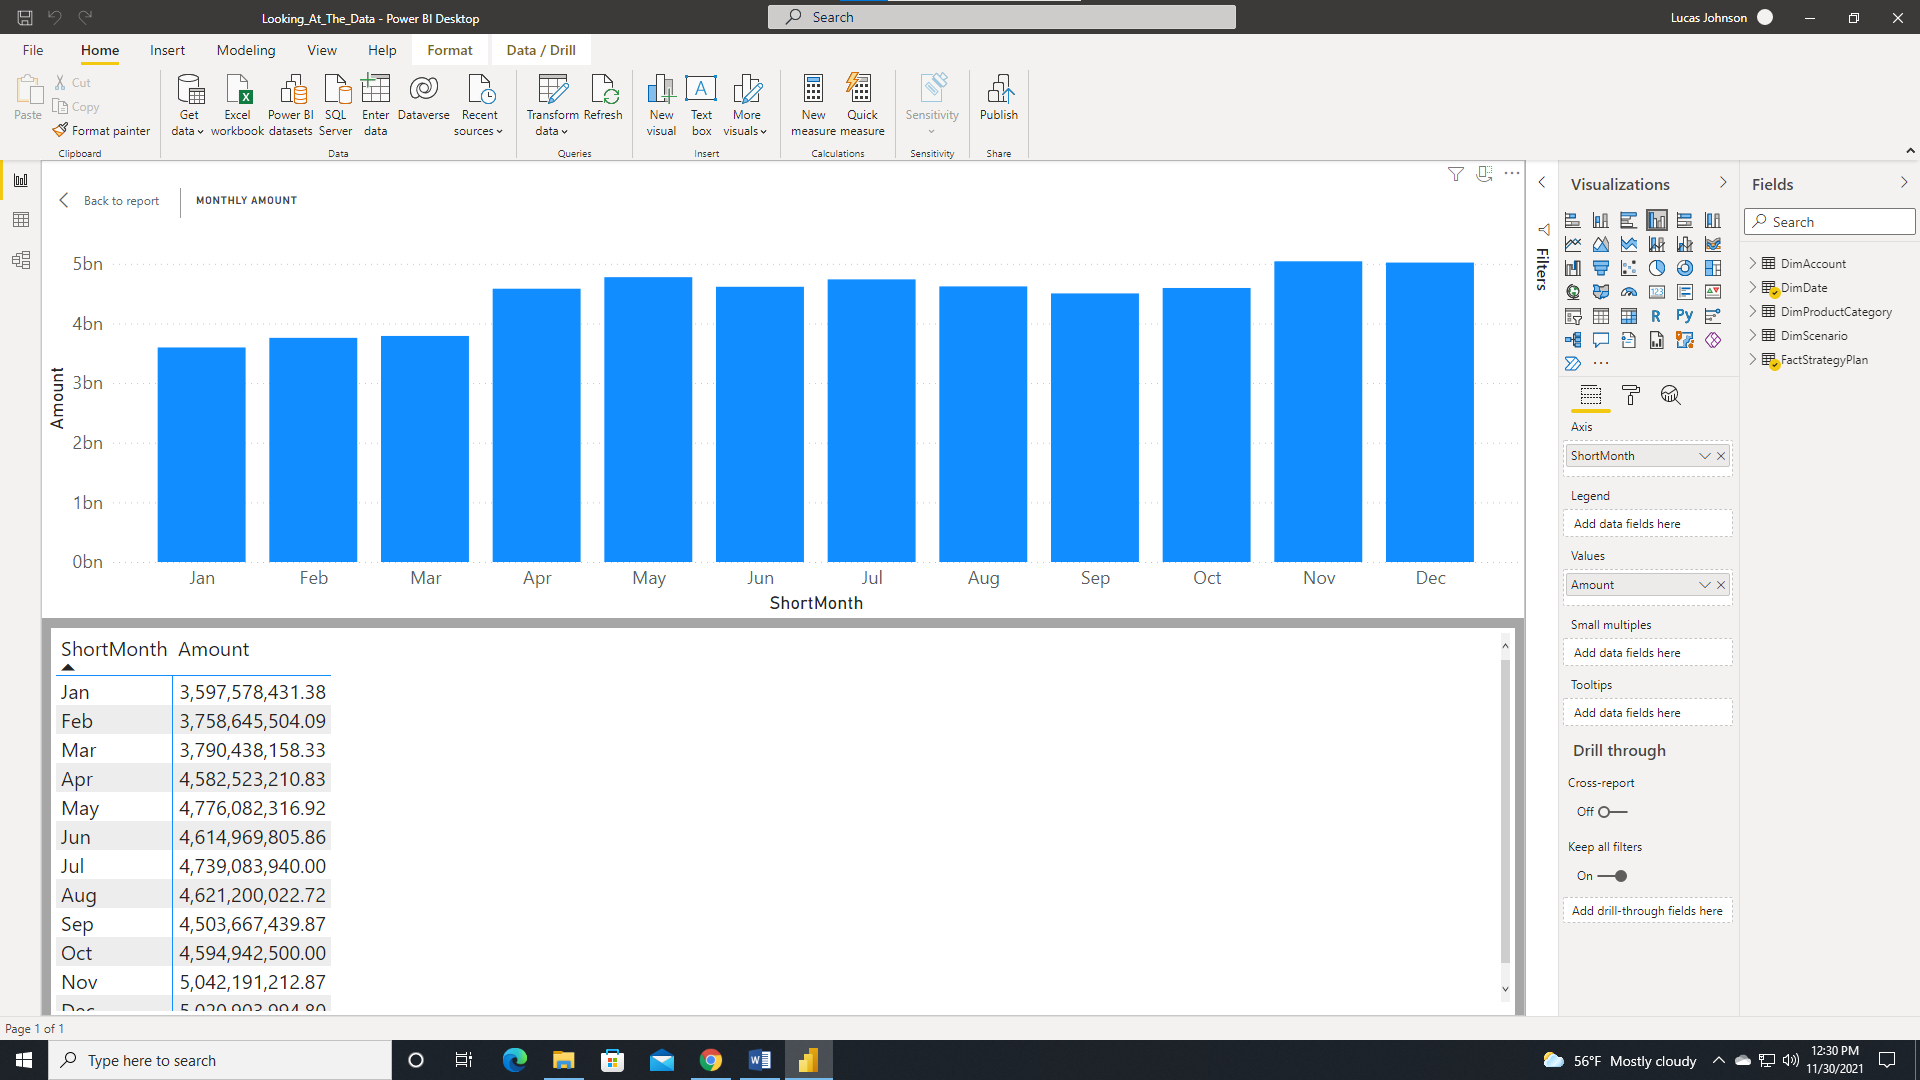 Looking_At_The_Data - Power BI Desktop
Search
Lucas Johnson
File Home Insert Modeling View Help Format Data / Drill
Paste
Cut
Copy
Format painter
Clipboard
Get data
Excel workbook
Power BI datasets
SQL Server
Enter data
Dataverse
Recent sources
Data
Transform data
Refresh
Queries
New visual
Text box
More visuals
Insert
New measure
Quick measure
Calculations
Sensitivity
Sensitivity
Publish
Share
Back to report
MONTHLY AMOUNT
Amount
5bn
4bn
3bn
2bn
1bn
0bn
Jan Feb Mar Apr May Jun Jul Aug Sep Oct Nov Dec
ShortMonth
ShortMonth Amount
Jan 3,597,578,431.38
Feb 3,758,645,504.09
Mar 3,790,438,158.33
Apr 4,582,523,210.83
May 4,776,082,316.92
Jun 4,614,969,805.86
Jul 4,739,083,940.00
Aug 4,621,200,022.72
Sep 4,503,667,439.87
Oct 4,594,942,500.00
Nov 5,042,191,212.87
Dec 5,020,903,994.80
Filters
Visualizations
123
R
Py
Axis
ShortMonth
Legend
Add data fields here
Values
Amount
Small multiples
Add data fields here
Tooltips
Add data fields here
Drill through
Cross-report
Off
Keep all filters
On
Add drill-through fields here
Fields
Search
DimAccount
DimDate
DimProductCategory
DimScenario
FactStrategyPlan
Page 1 of 1
Type here to search
56°F Mostly cloudy
12:30 PM
11/30/2021